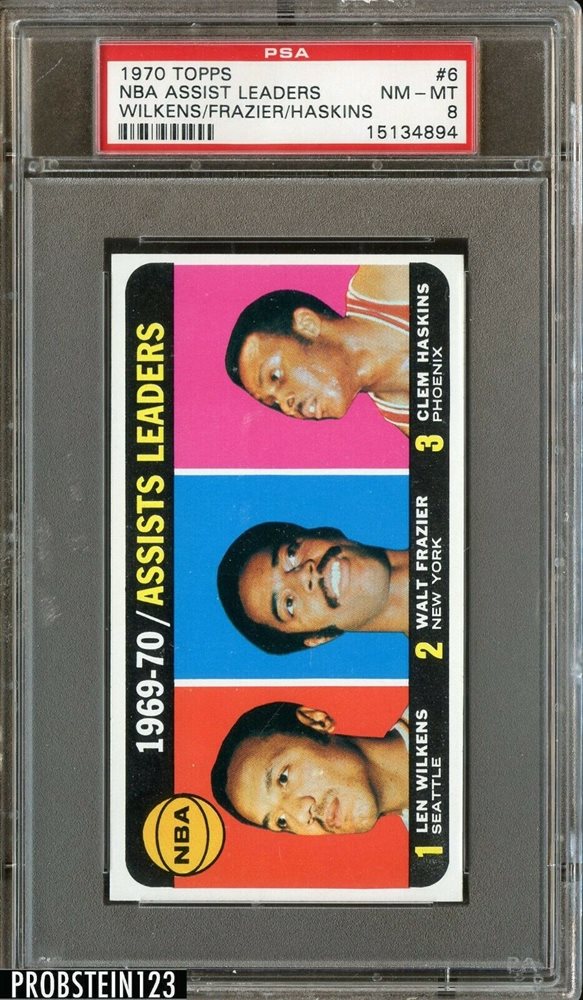 PSA
1970 TOPPS #6
NBA ASSIST LEADERS NM - MT
WILKENS/FRAZIER/HASKINS 8
15134894
1969-70/ASSISTS LEADERS
NBA
1 LEN WILKENS
SEATTLE
2 WALT FRAZIER
NEW YORK
3 CLEM HASKINS
PHOENIX
PROBSTEIN123